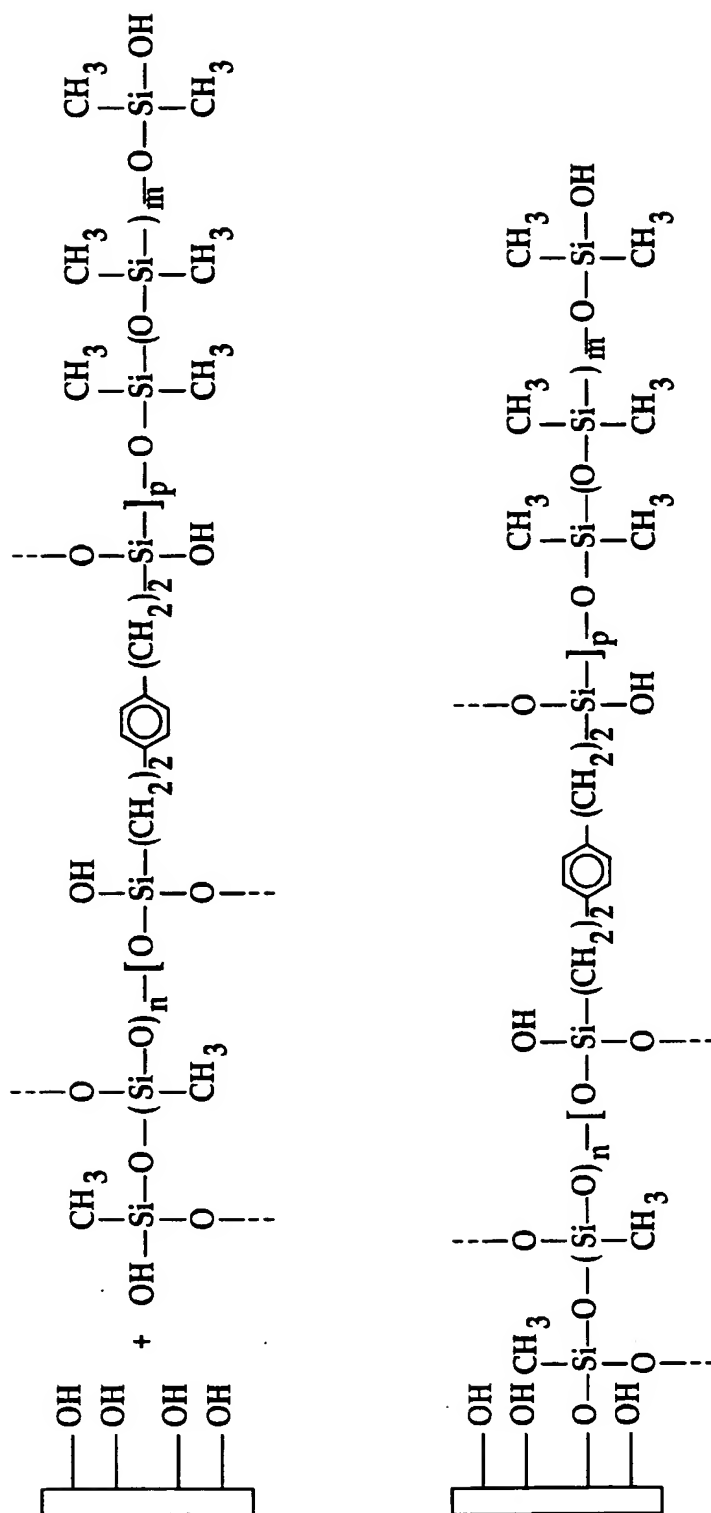 OH CH3 O OH O CH3 CH3 CH3
OH
+ OH—Si—O—(Si—O)n—[O—Si—(CH2)2—(CH2)2—Si—]p—O—Si—(O—Si—)m—O—Si—OH
OH
OH O CH3 O OH CH3 CH3 CH3
OH
OH CH3 O OH O CH3 CH3 CH3
O—Si—O—(Si—O)n—[O—Si—(CH2)2—(CH2)2—Si—]p—O—Si—(O—Si—)m—O—Si—OH
OH O CH3 O OH CH3 CH3 CH3